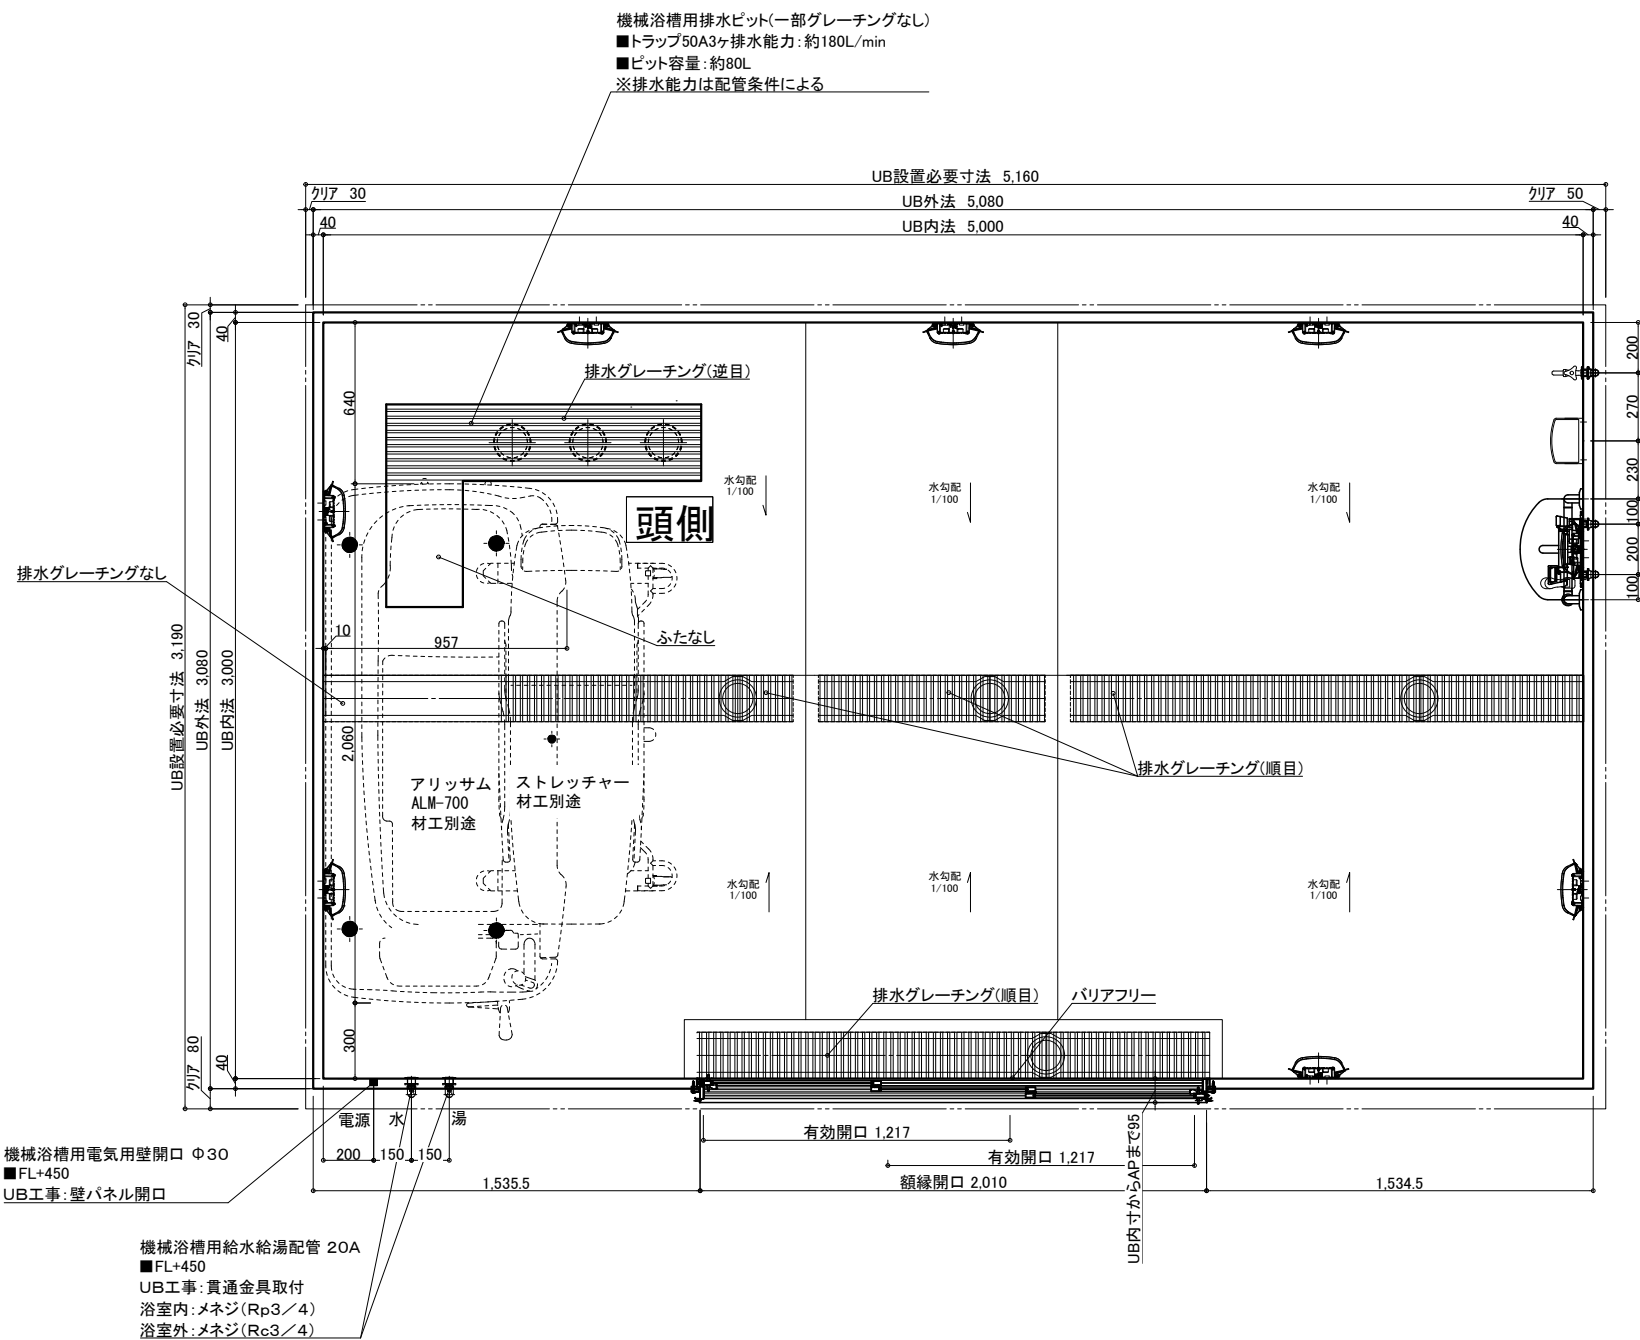 機械浴槽用排水ピット(一部グレーチングなし)
■トラップ50A3ヶ排水能力：約180L/min
■ピット容量：約80L
※排水能力は配管条件による
UB設置必要寸法 5,160
クリア 30
UB外法 5,080
クリア 50
40
UB内法 5,000
40
クリア 30
40
640
排水グレーチング(逆目)
200
270
230
100
200
100
水勾配
1/100
水勾配
1/100
水勾配
1/100
頭側
排水グレーチングなし
ふたなし
10
957
UB設置必要寸法 3,190
UB外法 3,080
UB内法 3,000
2,060
排水グレーチング(順目)
アリッサム
ALM-700
材工別途
ストレッチャー
材工別途
水勾配
1/100
水勾配
1/100
水勾配
1/100
排水グレーチング(順目)
バリアフリー
300
クリア 80
40
電源
水
湯
200
150
150
有効開口 1,217
有効開口 1,217
UB内寸からAPまで95
1,535.5
額縁開口 2,010
1,534.5
機械浴槽用電気用壁開口 Φ30
■FL+450
UB工事：壁パネル開口
機械浴槽用給水給湯配管 20A
■FL+450
UB工事：貫通金具取付
浴室内：メネジ(Rp3／4)
浴室外：メネジ(Rc3／4)